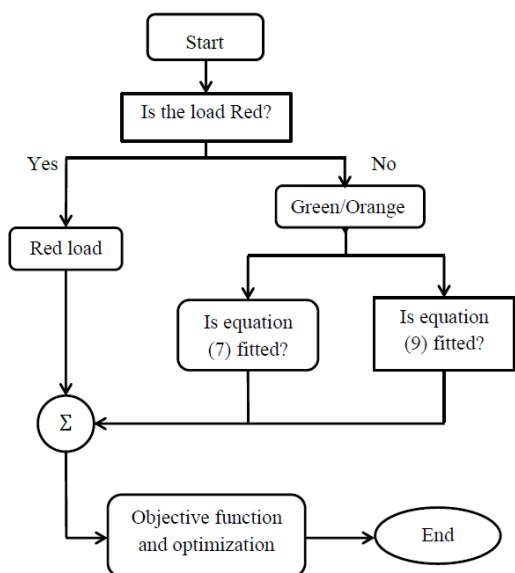 Start
Is the load Red?
Yes
No
Green/Orange
Red load
Is equation
(7) fitted?
Is equation
(9) fitted?
Σ
Objective function
and optimization
End